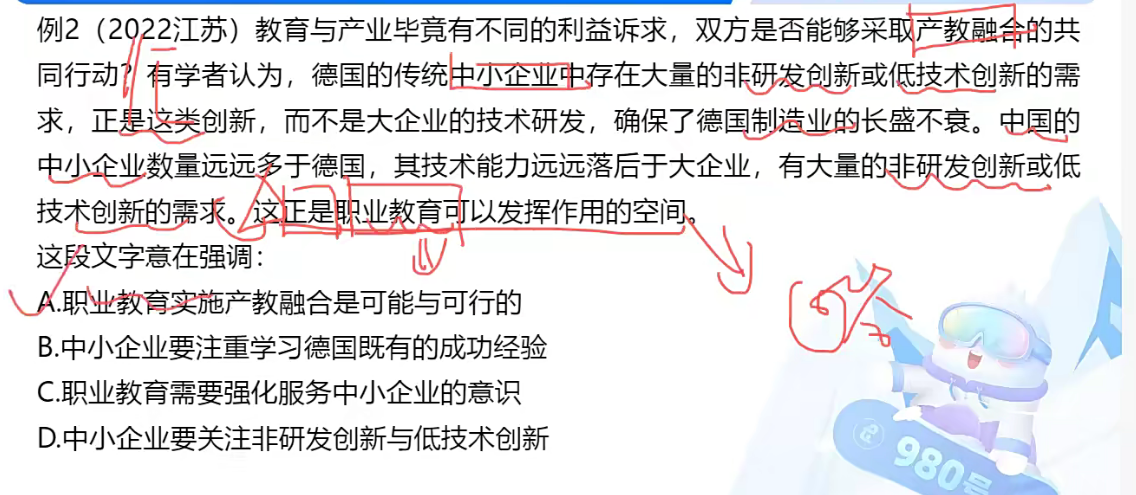 例2（2022江苏）教育与产业毕竟有不同的利益诉求，双方是否能够采取产教融合的共
同行动？有学者认为，德国的传统中小企业中存在大量的非研发创新或低技术创新的需
求，正是这类创新，而不是大企业的技术研发，确保了德国制造业的长盛不衰。中国的
中小企业数量远远多于德国，其技术能力远远落后于大企业，有大量的非研发创新或低
技术创新的需求。这正是职业教育可以发挥作用的空间。
这段文字意在强调：
A.职业教育实施产教融合是可能与可行的
B.中小企业要注重学习德国既有的成功经验
C.职业教育需要强化服务中小企业的意识
D.中小企业要关注非研发创新与低技术创新
980号